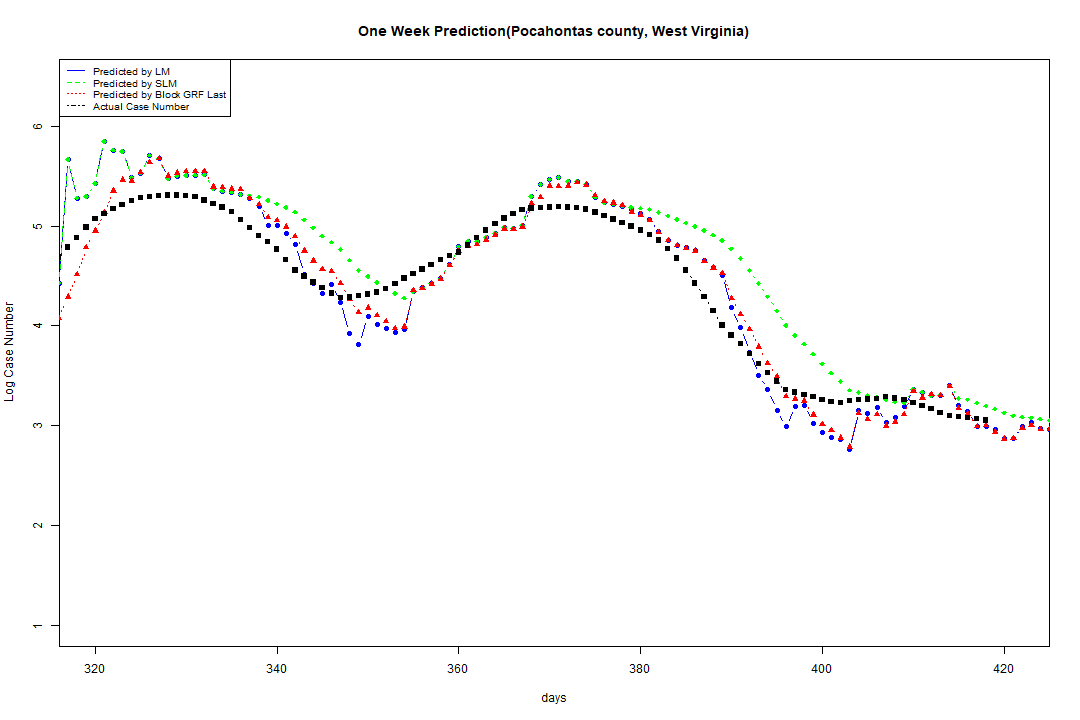 One Week Prediction(Pocahontas county, West Virginia)
Predicted by LM
Predicted by SLM
Predicted by Block GRF Last
Actual Case Number
6
5
4
3
2
1
Log Case Number
320 340 360 380 400 420
days